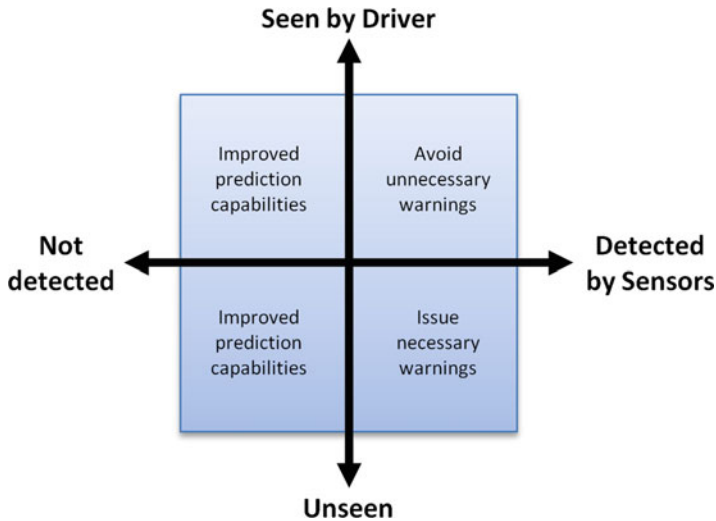 Seen by Driver
Improved
prediction
capabilities
Avoid
unnecessary
warnings
Not
detected
Detected
by Sensors
Improved
prediction
capabilities
Issue
necessary
warnings
Unseen